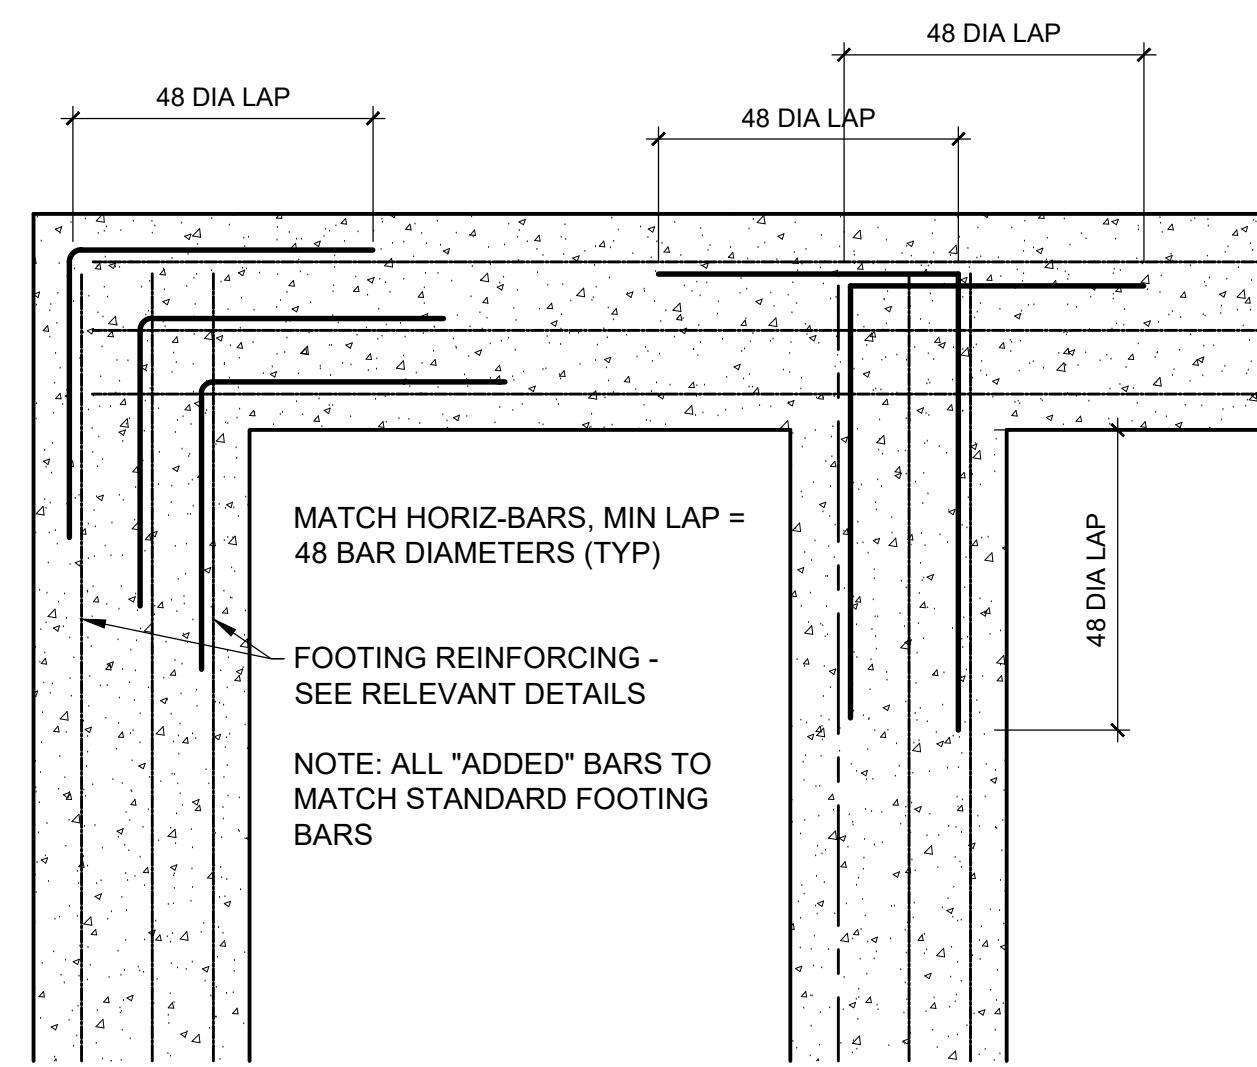 48 DIA LAP
48 DIA LAP
48 DIA LAP
MATCH HORIZ-BARS, MIN LAP =
48 BAR DIAMETERS (TYP)
48 DIA LAP
FOOTING REINFORCING -
SEE RELEVANT DETAILS
NOTE: ALL "ADDED" BARS TO
MATCH STANDARD FOOTING
BARS